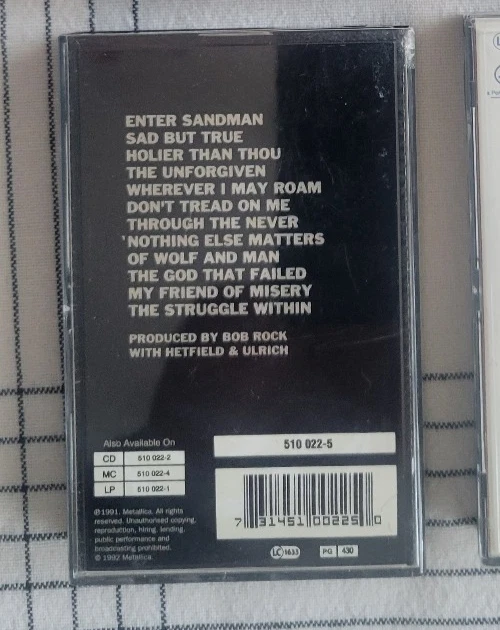 ENTER SANDMAN
SAD BUT TRUE
HOLIER THAN THOU
THE UNFORGIVEN
WHEREVER I MAY ROAM
DON'T TREAD ON ME
THROUGH THE NEVER
NOTHING ELSE MATTERS
OF WOLF AND MAN
THE GOD THAT FAILED
MY FRIEND OF MISERY
THE STRUGGLE WITHIN
PRODUCED BY BOB ROCK
WITH HETFIELD & ULRICH
Also Available On
CD 510 022-2
MC 510 022-4
LP 510 022-1
510 022-5
℗ 1991. Metallica. All rights
reserved. Unauthorised copying,
reproduction, hiring, lending,
public performance and
broadcasting prohibited.
© 1992 Metallica.
7 31451 00225 0
LC 1633
PG 430